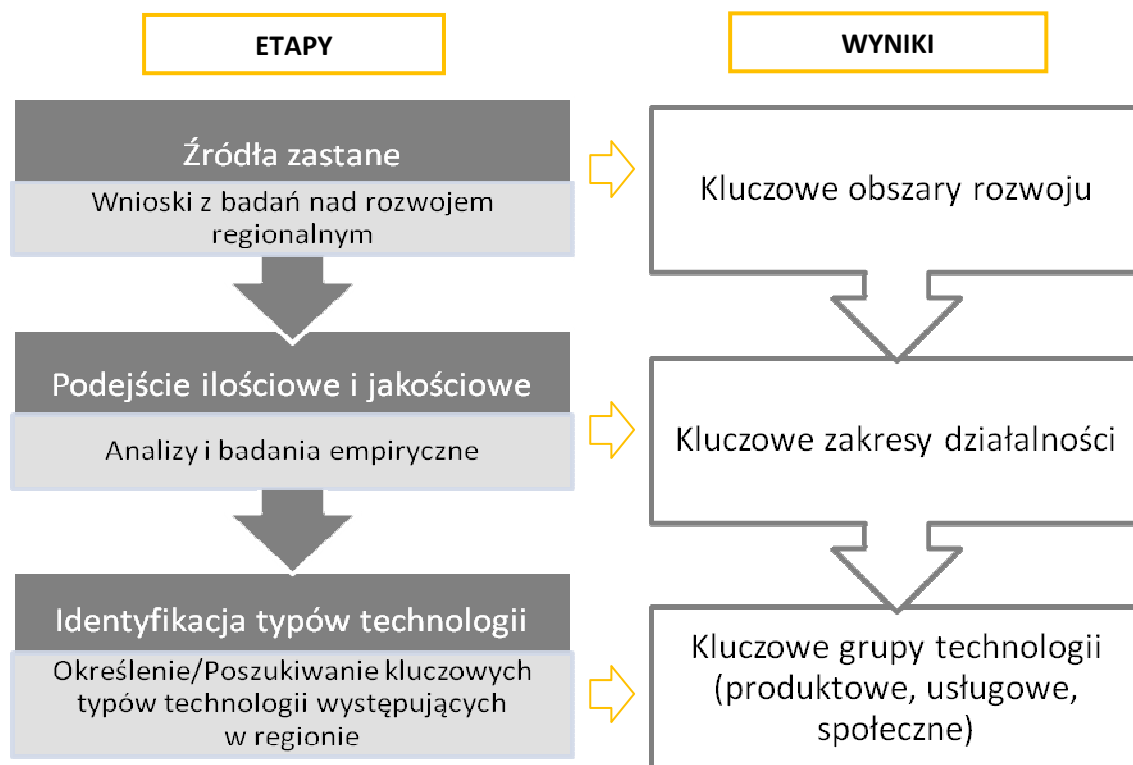 ETAPY
WYNIKI
Źródła zastane
Wnioski z badań nad rozwojem
regionalnym
Kluczowe obszary rozwoju
Podejście ilościowe i jakościowe
Analizy i badania empiryczne
Kluczowe zakresy działalności
Identyfikacja typów technologii
Określenie/Poszukiwanie kluczowych
typów technologii występujących
w regionie
Kluczowe grupy technologii
(produktowe, usługowe,
społeczne)